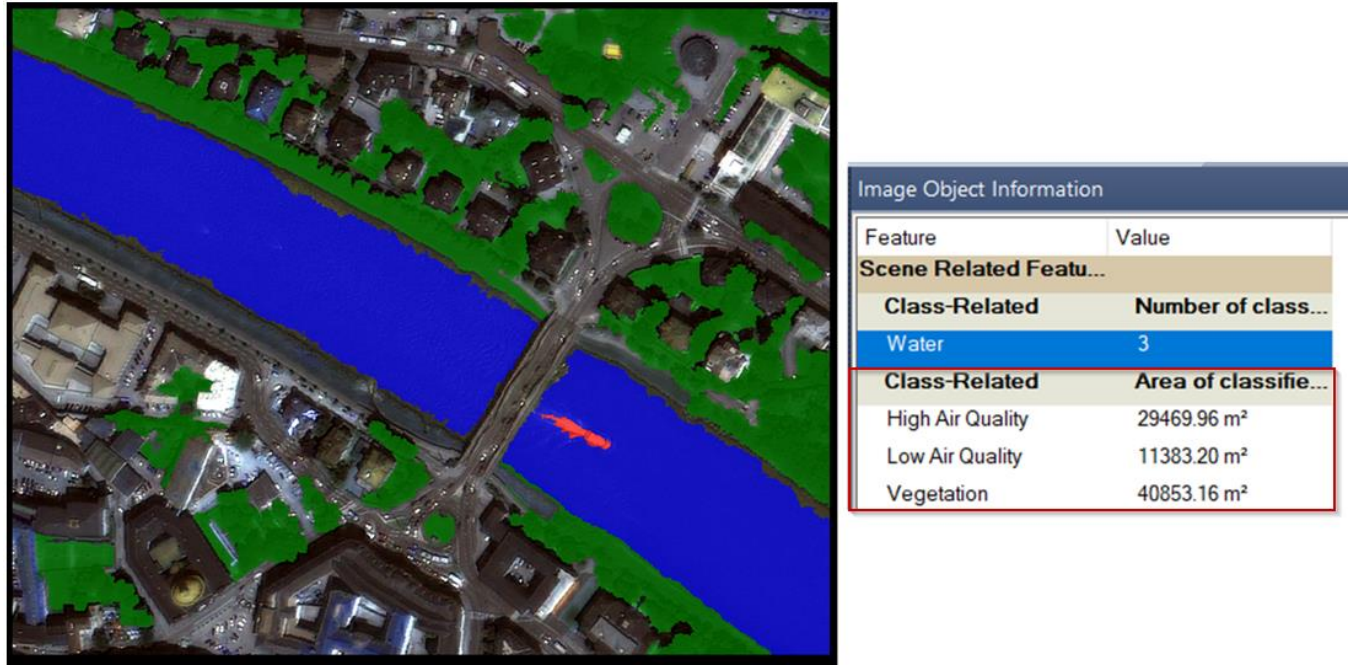 Image Object Information
Feature Value
Scene Related Featu...
Class-Related Number of class...
Water 3
Class-Related Area of classifie...
High Air Quality 29469.96 m²
Low Air Quality 11383.20 m²
Vegetation 40853.16 m²